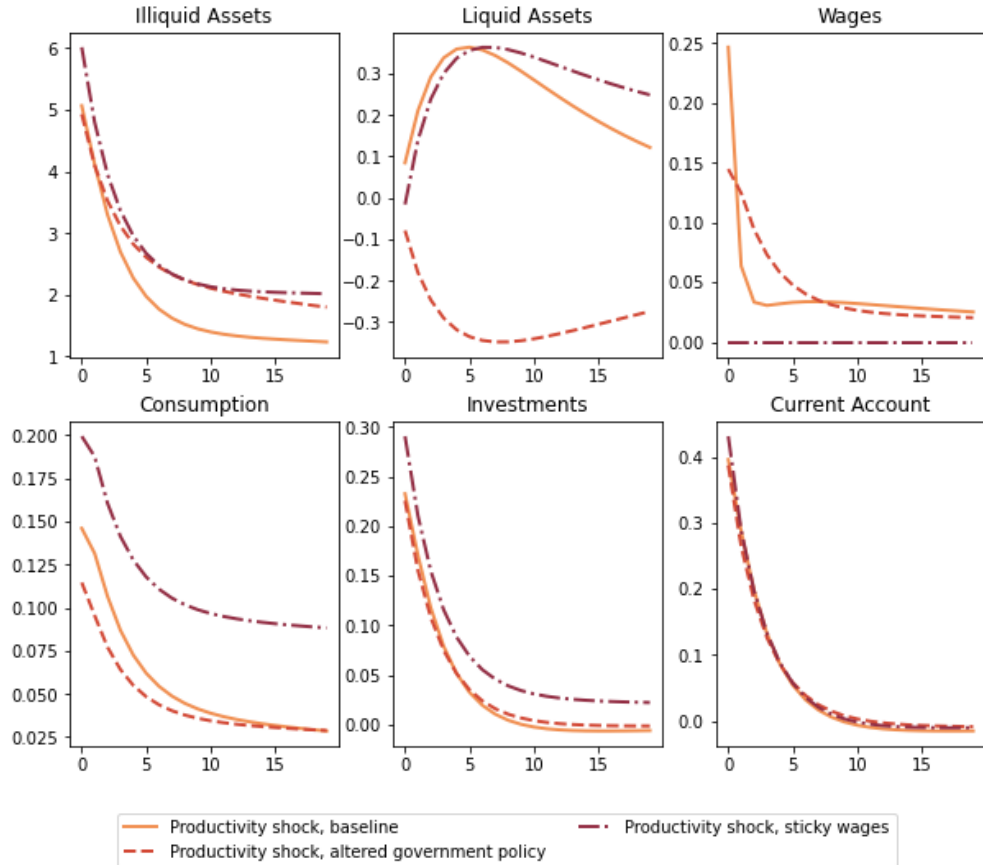 Illiquid Assets
Liquid Assets
Wages
6
5
4
3
2
1
0 5 10 15
0.3
0.2
0.1
0.0
−0.1
−0.2
−0.3
0 5 10 15
0.25
0.20
0.15
0.10
0.05
0.00
0 5 10 15
Consumption
Investments
Current Account
0.200
0.175
0.150
0.125
0.100
0.075
0.050
0.025
0 5 10 15
0.30
0.25
0.20
0.15
0.10
0.05
0.00
0 5 10 15
0.4
0.3
0.2
0.1
0.0
0 5 10 15
Productivity shock, baseline
Productivity shock, altered government policy
Productivity shock, sticky wages